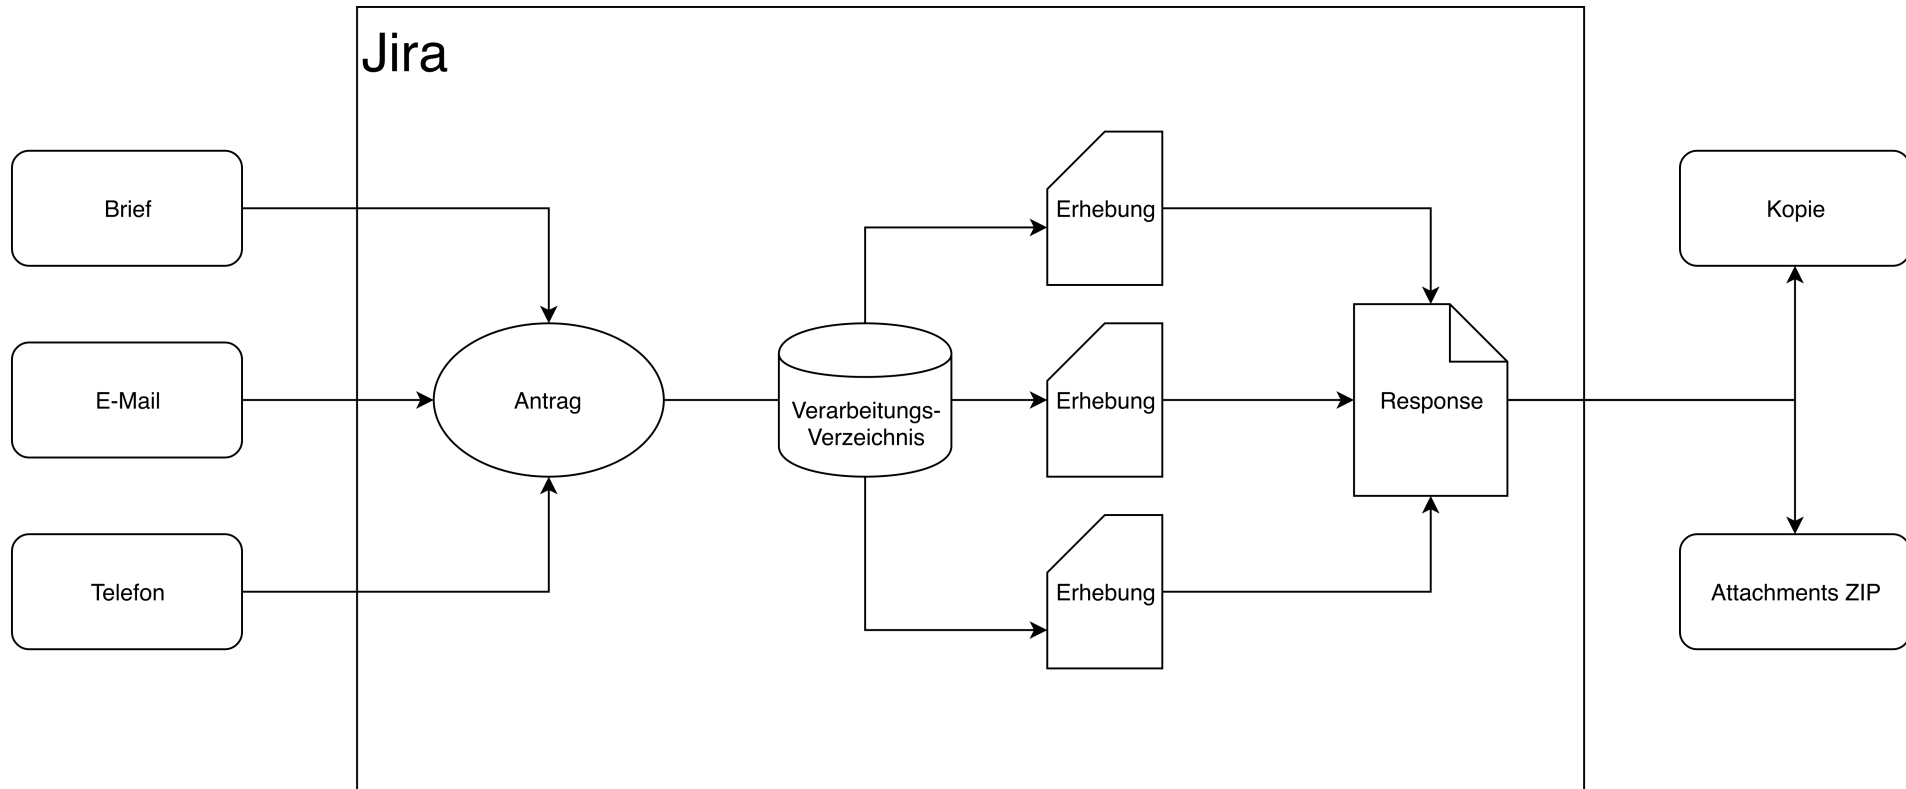 Jira
Brief
E-Mail
Telefon
Antrag
Verarbeitungs-
Verzeichnis
Erhebung
Erhebung
Erhebung
Response
Kopie
Attachments ZIP